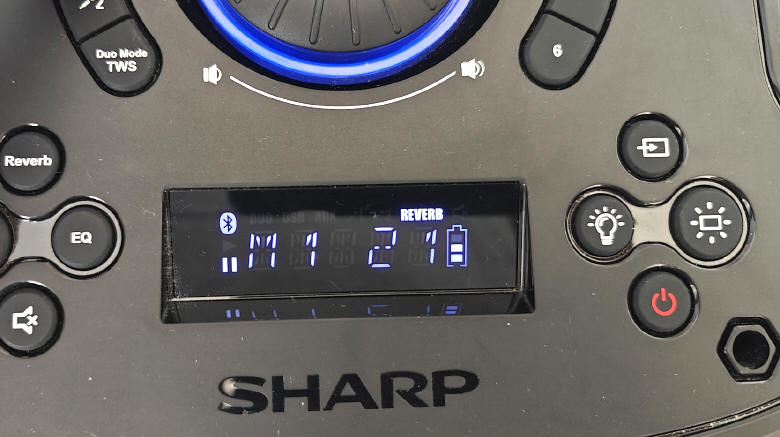 Duo Mode
TWS
6
Reverb
EQ
REVERB
M1 21
SHARP